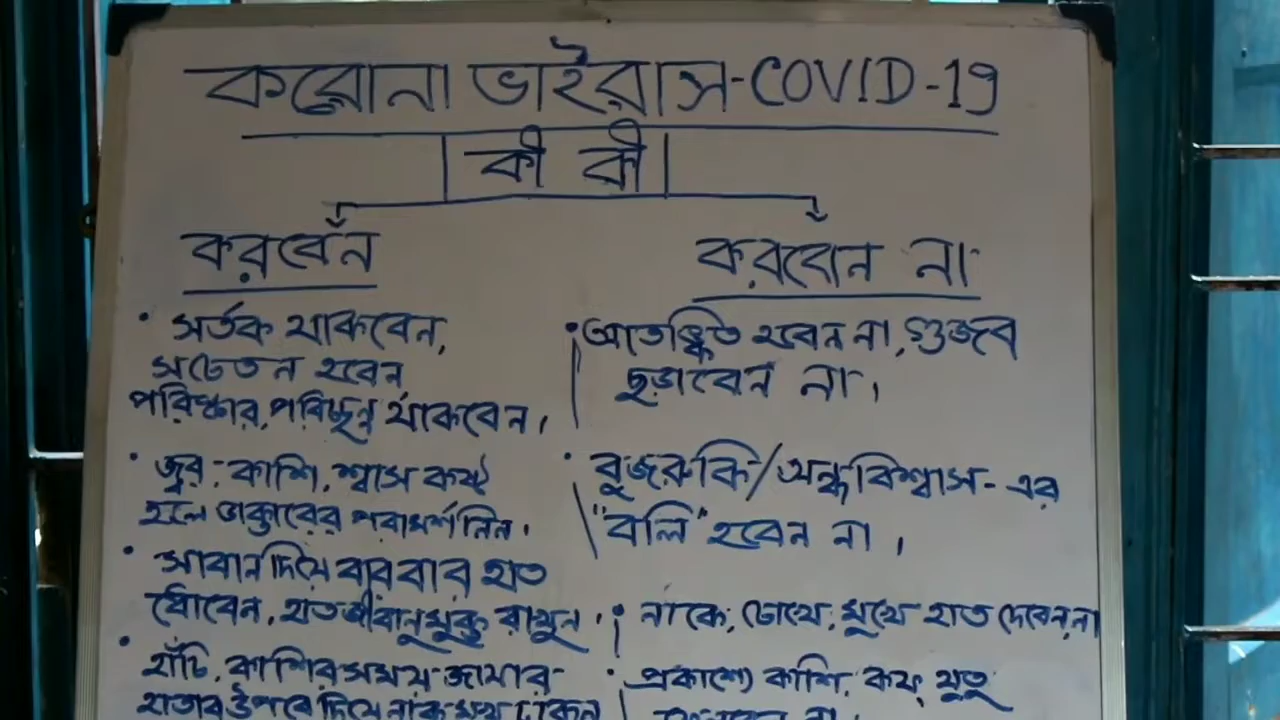 করোনা ভাইরাস-COVID-19
কী কী
করবেন
করবেন না
• সর্তক থাকবেন,
সচেতন হবেন
পরিস্কার, পরিচ্ছন্ন থাকবেন।
• জ্বর, কাশি, শ্বাস কষ্ট
হলে ডাক্তারের পরামর্শ নিন।
• সাবান দিয়ে বার বার হাত
ধোবেন, হাত জীবানুমুক্ত রাখুন।
• হাঁচি, কাশির সময় জামার
হাতার উপরে দিয়ে নাক মুখ ঢাকুন
• আতঙ্কিত হবেন না, গুজব
ছড়াবেন না।
• বুজরুকি/অন্ধবিশ্বাস-এর
"বলি" হবেন না।
• নাকে, চোখে, মুখে হাত দেবেন না
• প্রকাশ্যে কাশি, কফ, থুতু
না।